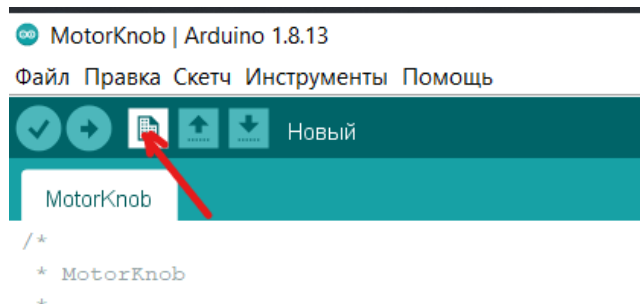 MotorKnob | Arduino 1.8.13
Файл Правка Скетч Инструменты Помощь
Новый
MotorKnob
/*
* MotorKnob
*